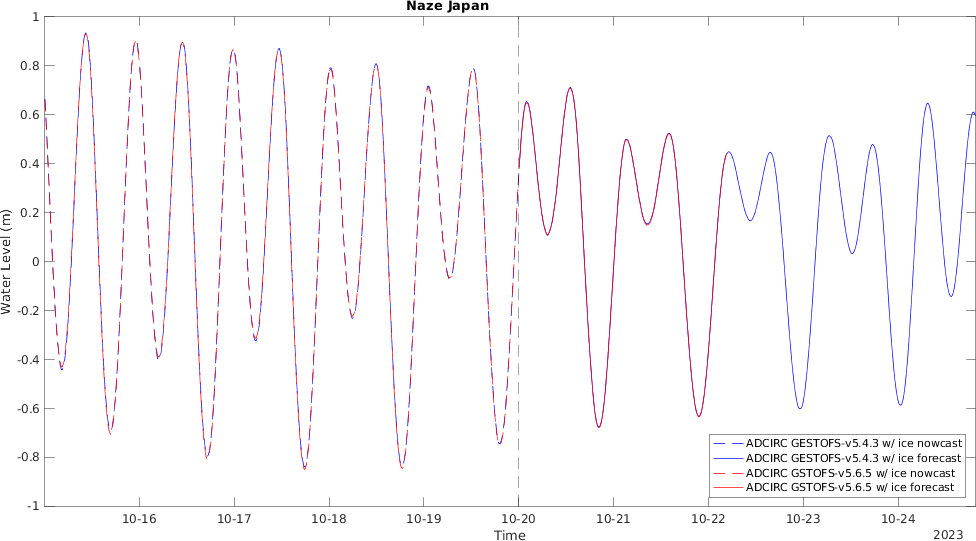 Naze Japan
1
0.8
0.6
0.4
0.2
0
-0.2
-0.4
-0.6
-0.8
-1
Water Level (m)
10-16 10-17 10-18 10-19 10-20 10-21 10-22 10-23 10-24
Time
2023
ADCIRC GESTOFS-v5.4.3 w/ ice nowcast
ADCIRC GESTOFS-v5.4.3 w/ ice forecast
ADCIRC GSTOFS-v5.6.5 w/ ice nowcast
ADCIRC GSTOFS-v5.6.5 w/ ice forecast